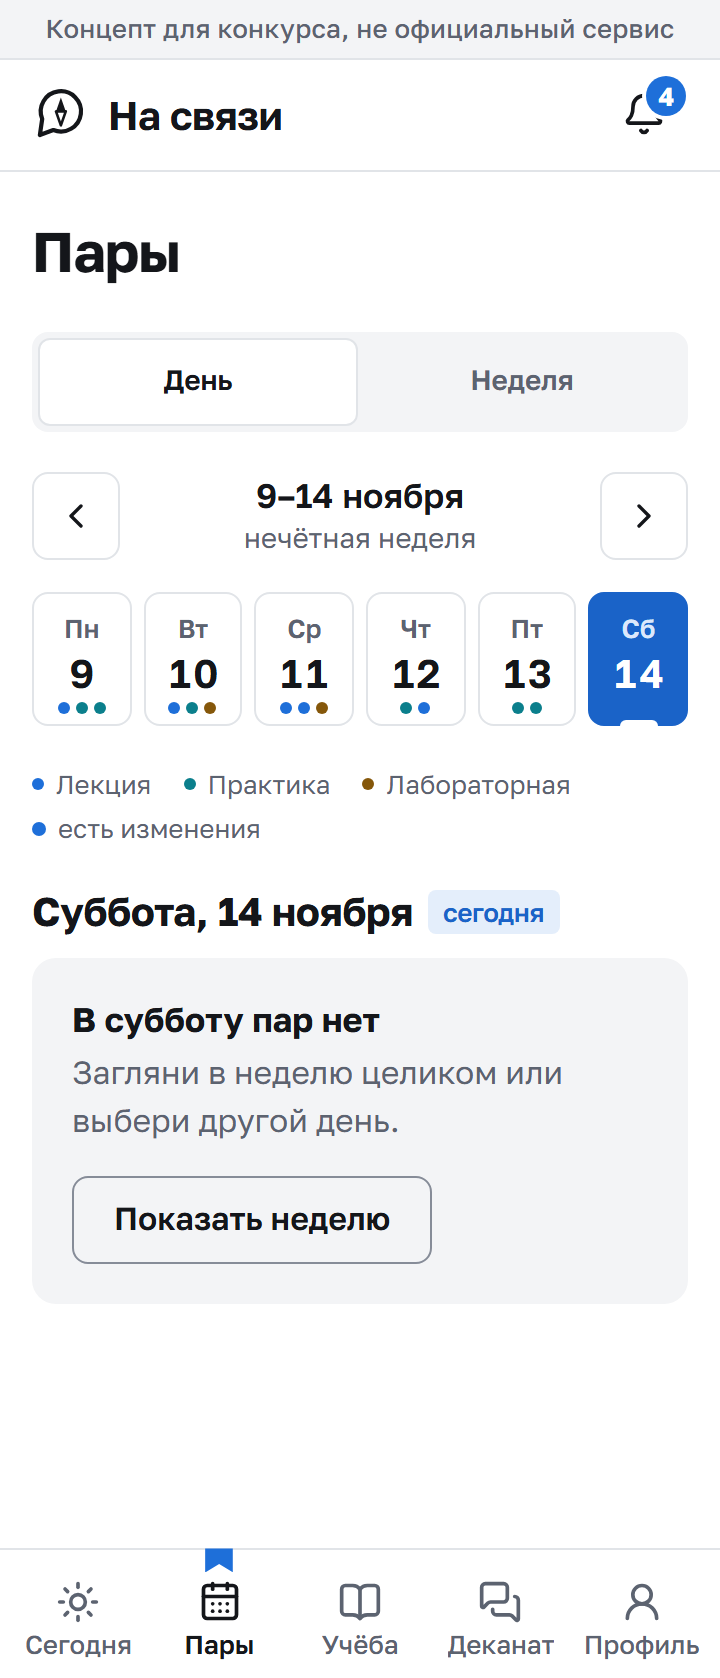 Концепт для конкурса, не официальный сервис
На связи
4
Пары
День
Неделя
9–14 ноября
нечётная неделя
Пн
Вт
Ср
Чт
Пт
Сб
9
10
11
12
13
14
Лекция
Практика
Лабораторная
есть изменения
Суббота, 14 ноября
сегодня
В субботу пар нет
Загляни в неделю целиком или
выбери другой день.
Показать неделю
Сегодня
Пары
Учёба
Деканат
Профиль